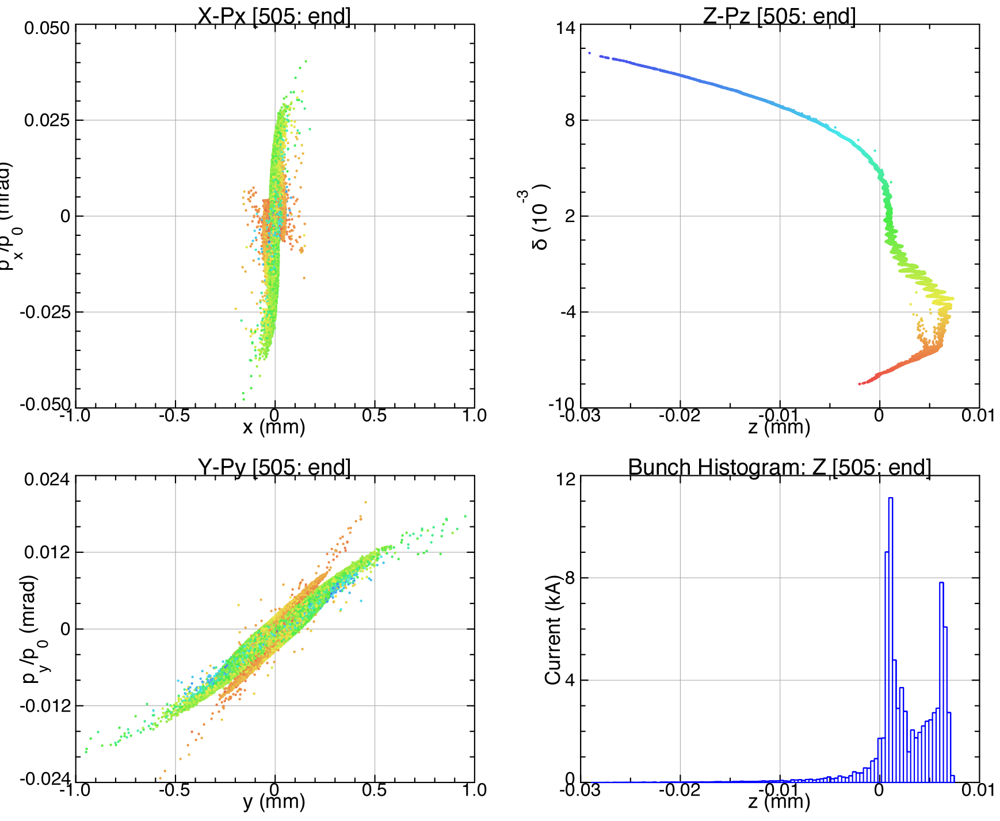 X-Px [505: end]
0.050
0.025
0
-0.025
-0.050
-1.0 -0.5 0 0.5 1.0
x (mm)
p_x/p_0 (mrad)
Z-Pz [505: end]
14
8
2
-4
-10
-0.03 -0.02 -0.01 0 0.01
z (mm)
δ (10^-3)
Y-Py [505: end]
0.024
0.012
0
-0.012
-0.024
-1.0 -0.5 0 0.5 1.0
y (mm)
p_y/p_0 (mrad)
Bunch Histogram: Z [505: end]
12
8
4
0
-0.03 -0.02 -0.01 0 0.01
z (mm)
Current (kA)